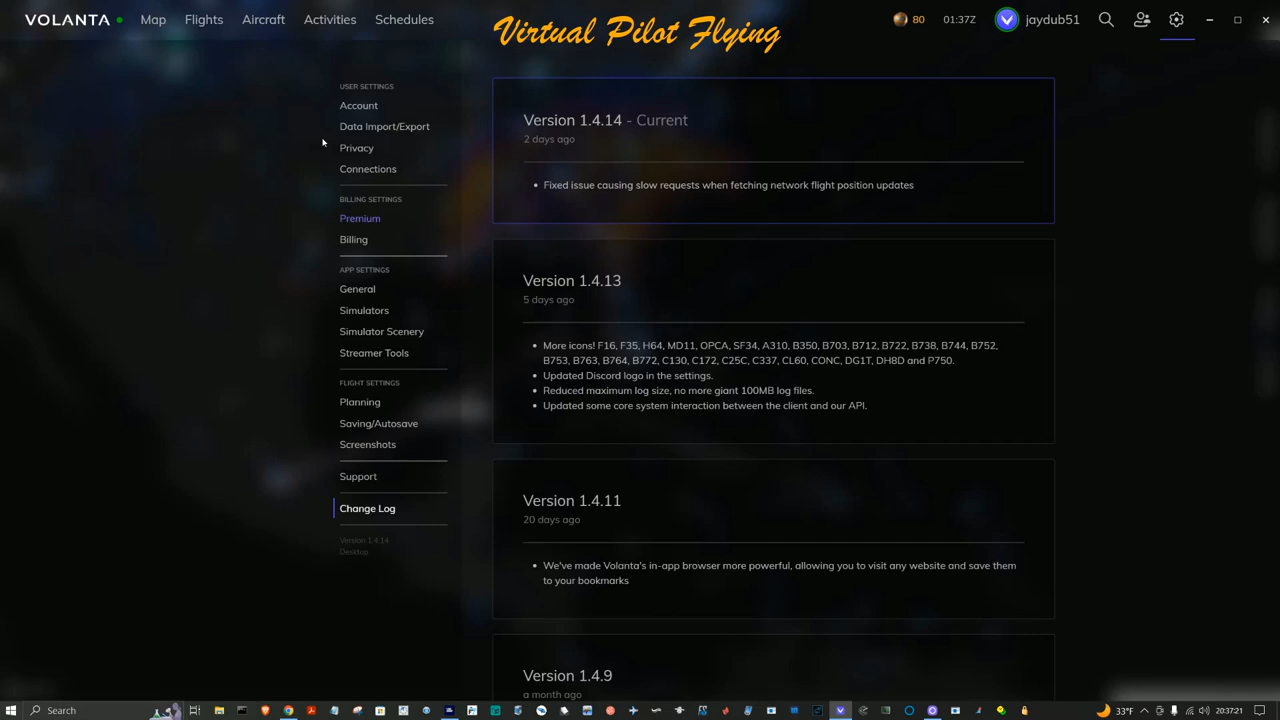 VOLANTA Map Flights Aircraft Activities Schedules Virtual Pilot Flying 80 01:37Z jaydub51
USER SETTINGS
Account
Data Import/Export
Privacy
Connections
BILLING SETTINGS
Premium
Billing
APP SETTINGS
General
Simulators
Simulator Scenery
Streamer Tools
FLIGHT SETTINGS
Planning
Saving/Autosave
Screenshots
Support
Change Log
Version 1.4.14
Desktop
Version 1.4.14 - Current
2 days ago
• Fixed issue causing slow requests when fetching network flight position updates
Version 1.4.13
5 days ago
• More icons! F16, F35, H64, MD11, OPCA, SF34, A310, B350, B703, B712, B722, B738, B744, B752,
B753, B763, B764, B772, C130, C172, C25C, C337, CL60, CONC, DG1T, DH8D and P750.
• Updated Discord logo in the settings.
• Reduced maximum log size, no more giant 100MB log files.
• Updated some core system interaction between the client and our API.
Version 1.4.11
20 days ago
• We've made Volanta's in-app browser more powerful, allowing you to visit any website and save them
to your bookmarks
Version 1.4.9
a month ago
Search 33°F 20:37:21